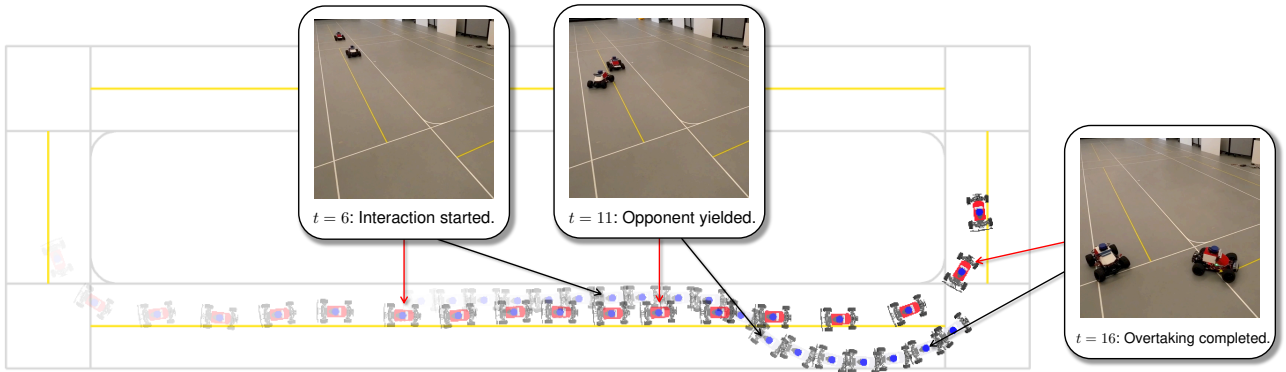 t = 6: Interaction started.
t = 11: Opponent yielded.
t = 16: Overtaking completed.